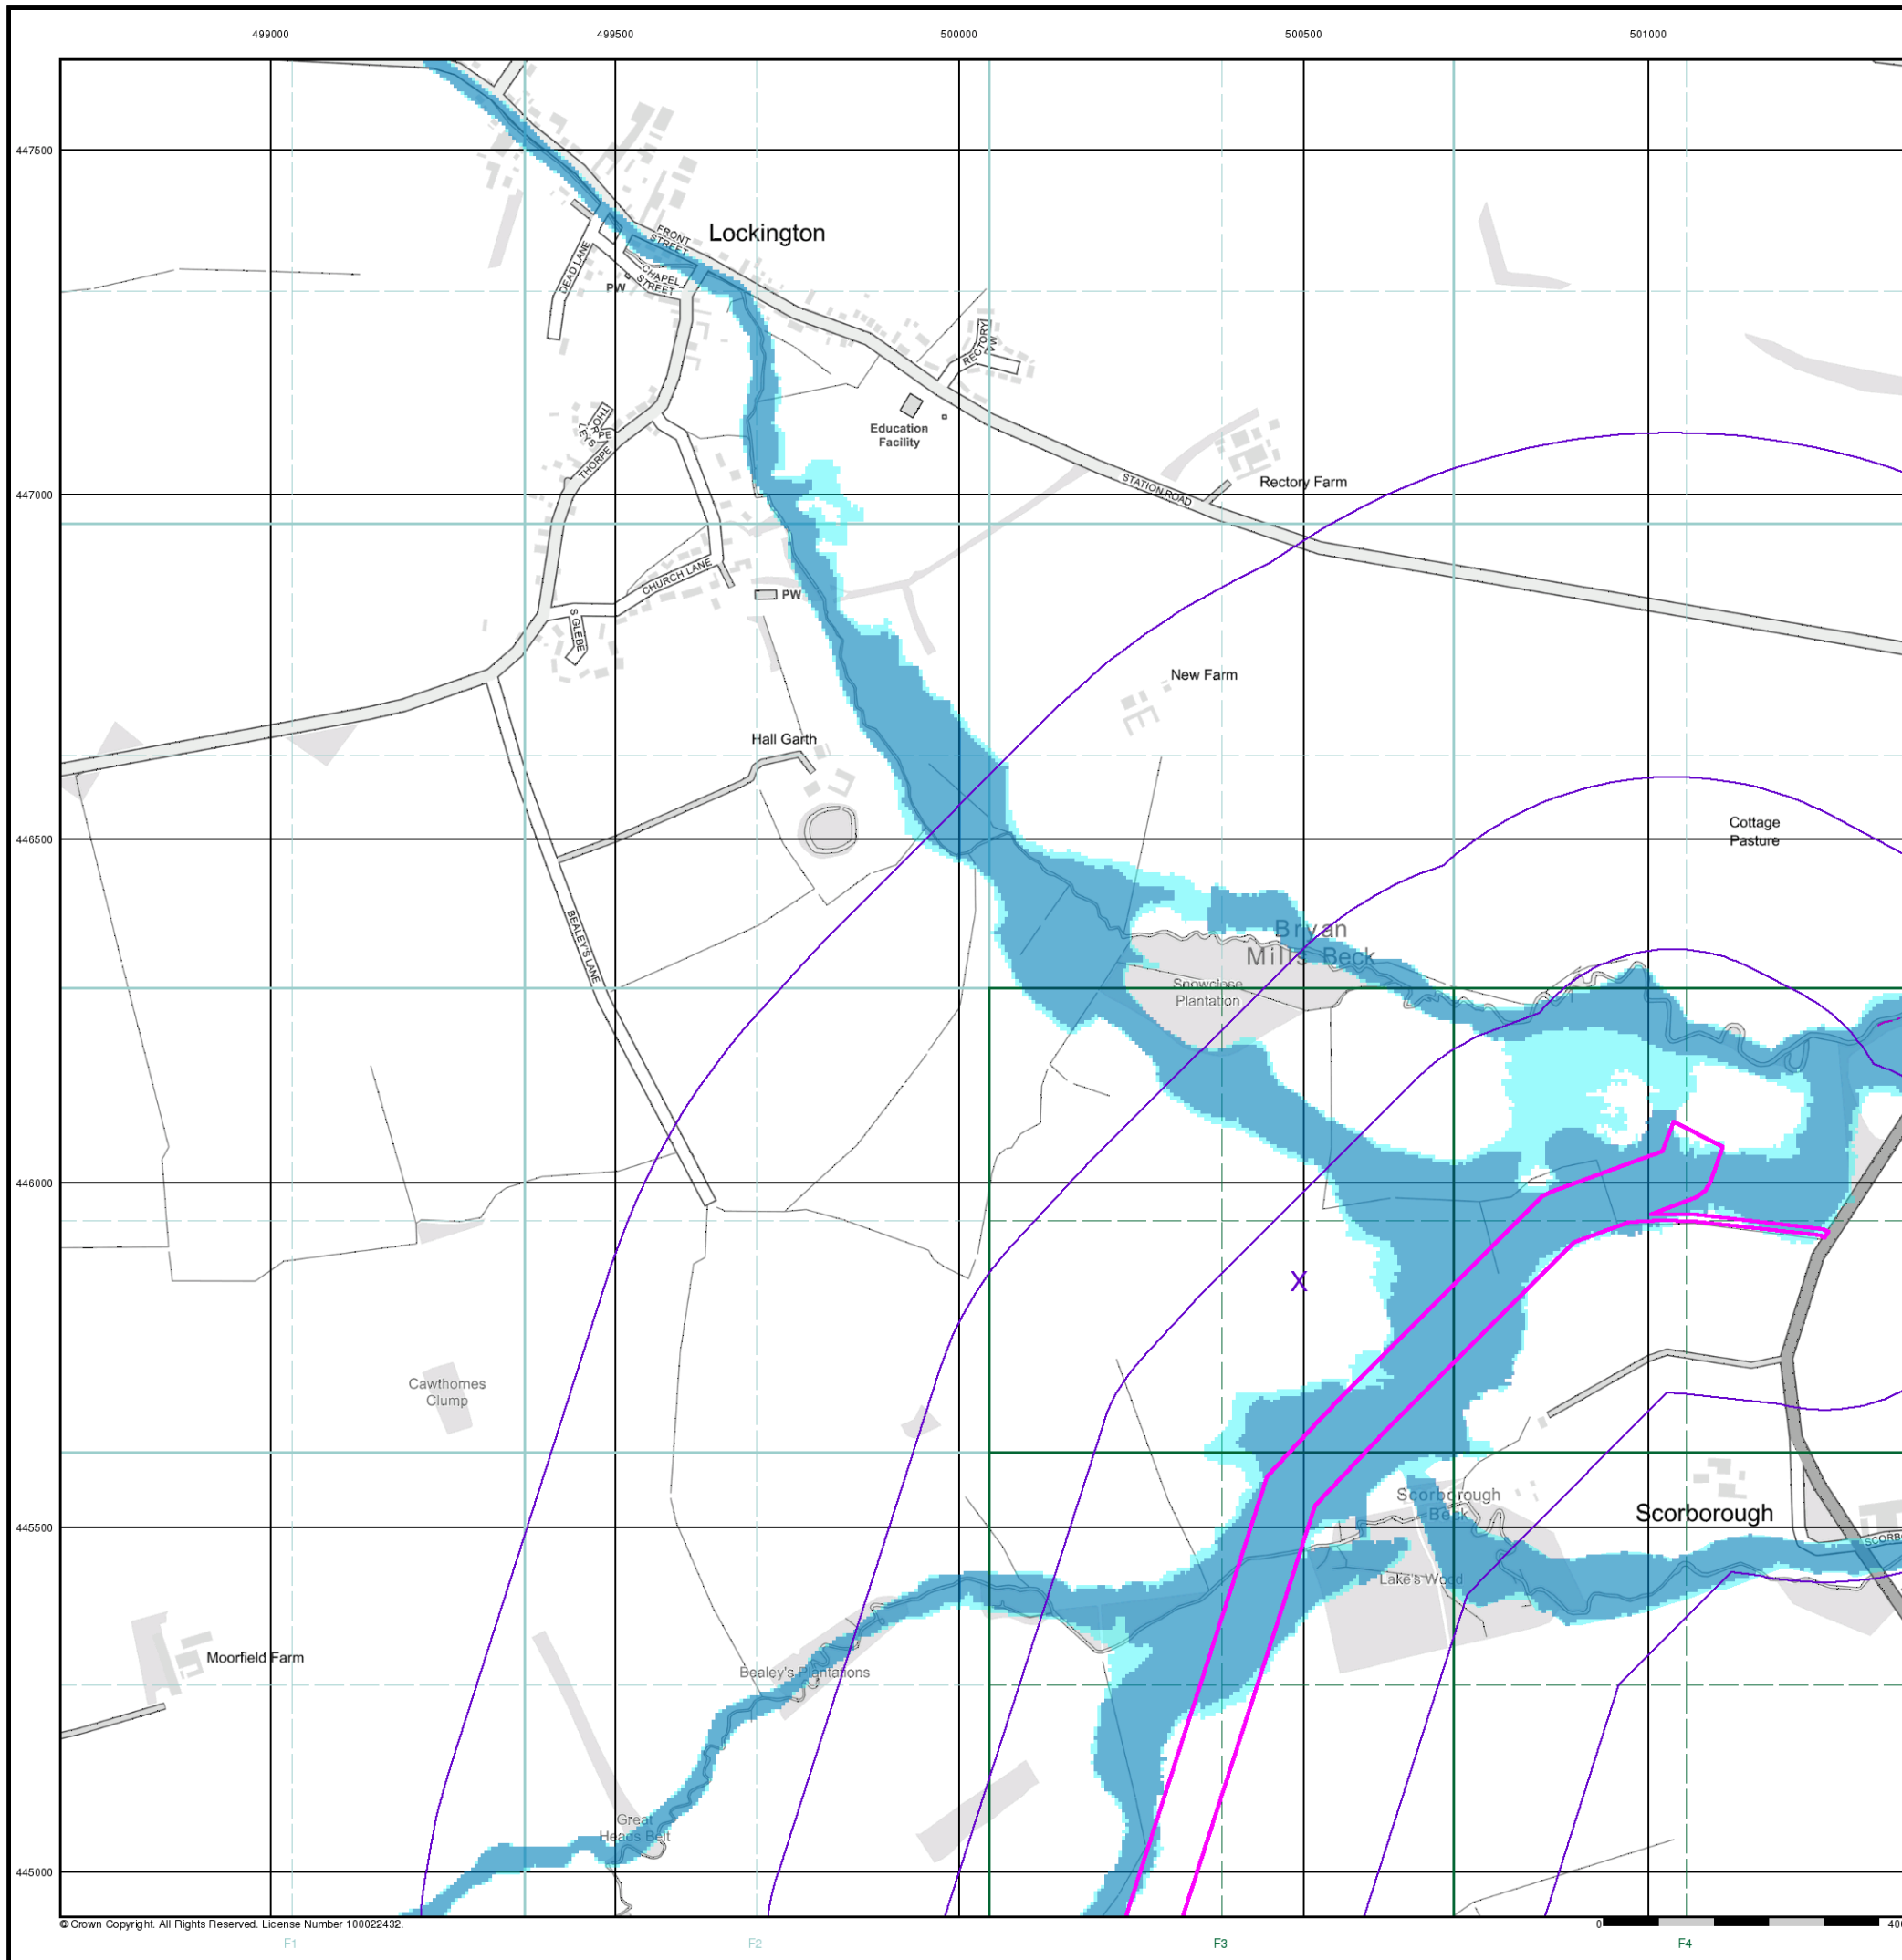 499000 499500 500000 500500 501000
447500
Lockington
FRONT
STREET
DEAD LANE
CHAPEL
STREET
PW
RECTORY
Education
Facility
THORPE
LEYS
THORPE
STATION ROAD
Rectory Farm
447000
CHURCH LANE
PW
S GLEBE
New Farm
Hall Garth
Cottage
Pasture
446500
BEALEY'S LANE
Bryan
Mills Beck
Snowclose
Plantation
446000
X
Cawthornes
Clump
Scorborough
Beck
Scorborough
445500
Lake's Wood
Moorfield Farm
Bealey's Plantations
Great
Heads Belt
445000
© Crown Copyright. All Rights Reserved. License Number 100022432.
0
F1 F2 F3 F4